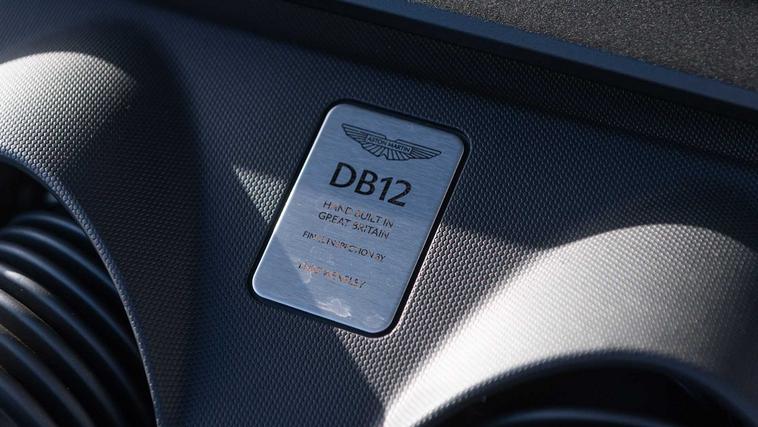 ASTON MARTIN
DB12
HAND BUILT IN
GREAT BRITAIN
FINAL INSPECTION BY